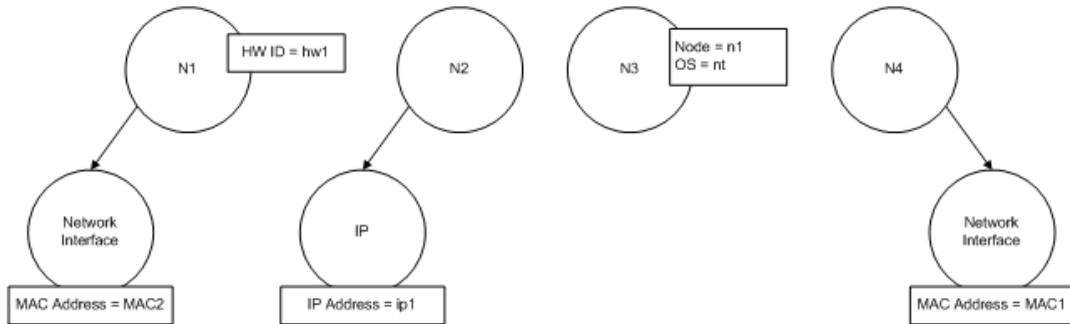 N1
HW ID = hw1
N2
N3
Node = n1
OS = nt
N4
Network
Interface
MAC Address = MAC2
IP
IP Address = ip1
Network
Interface
MAC Address = MAC1